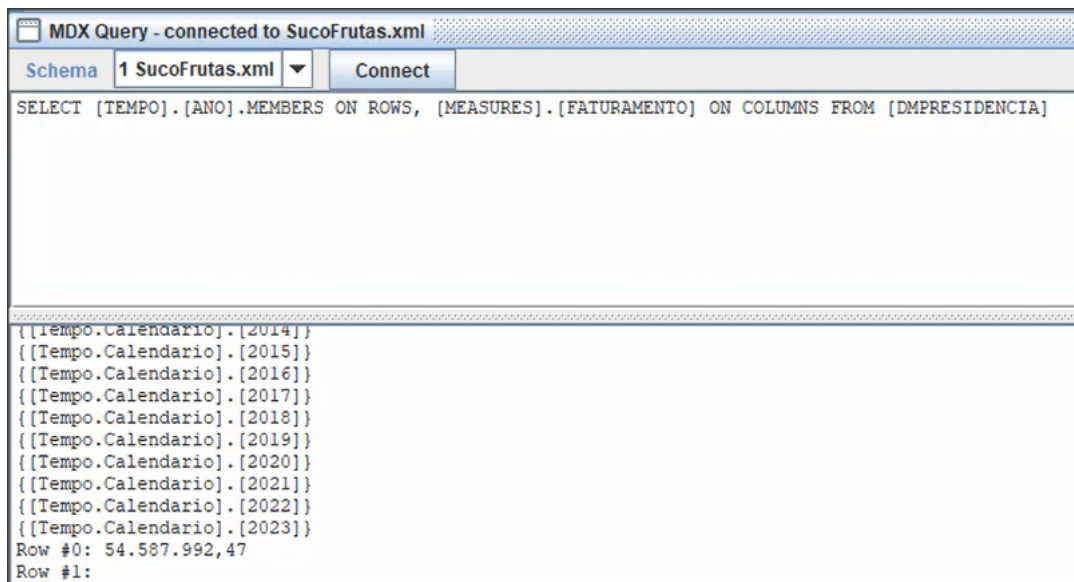 MDX Query - connected to SucoFrutas.xml
Schema 1 SucoFrutas.xml Connect
SELECT [TEMPO].[ANO].MEMBERS ON ROWS, [MEASURES].[FATURAMENTO] ON COLUMNS FROM [DMPRESIDENCIA]
{[Tempo.Calendario].[2014]}
{[Tempo.Calendario].[2015]}
{[Tempo.Calendario].[2016]}
{[Tempo.Calendario].[2017]}
{[Tempo.Calendario].[2018]}
{[Tempo.Calendario].[2019]}
{[Tempo.Calendario].[2020]}
{[Tempo.Calendario].[2021]}
{[Tempo.Calendario].[2022]}
{[Tempo.Calendario].[2023]}
Row #0: 54.587.992,47
Row #1: